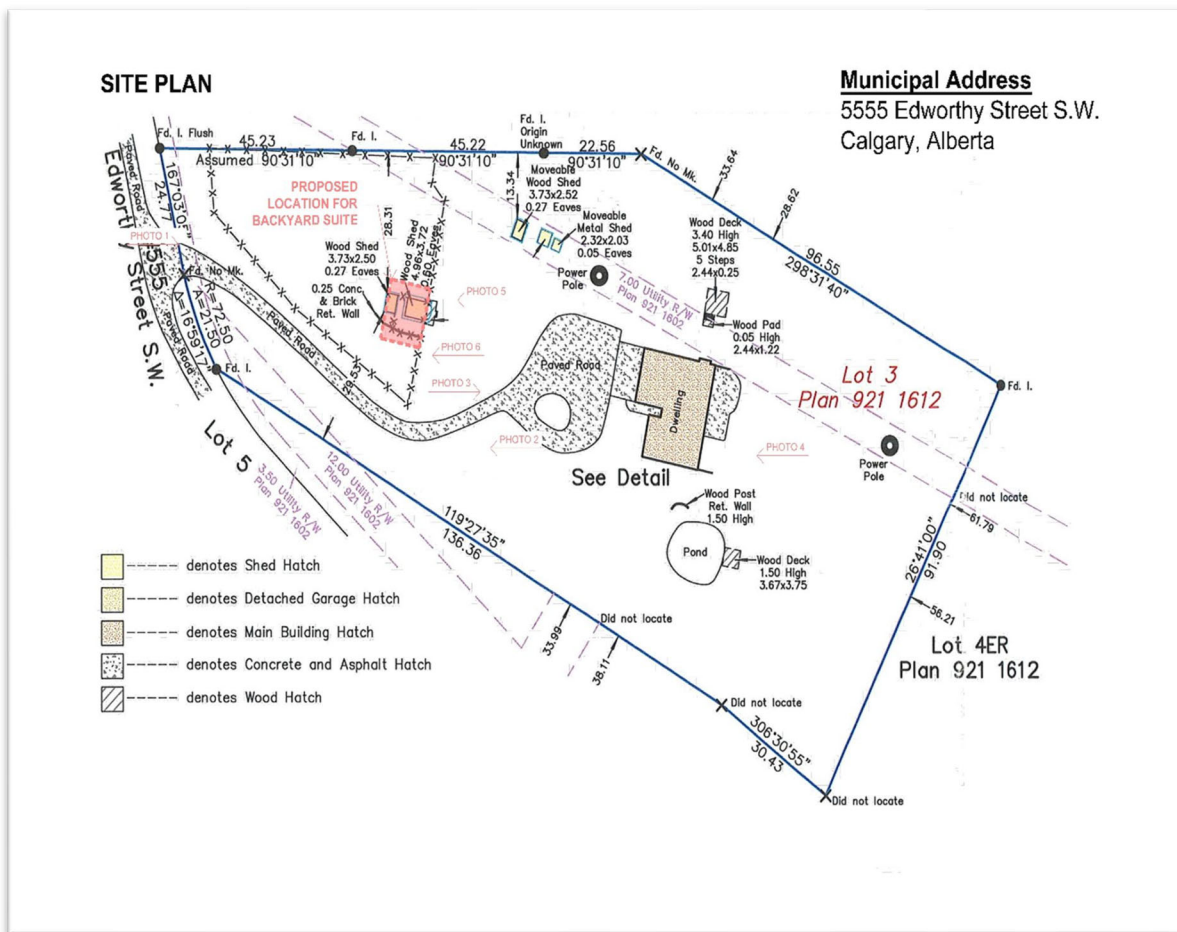 SITE PLAN
Municipal Address
5555 Edworthy Street S.W.
Calgary, Alberta
Fd. I. Flush
45.23
Assumed 90°31'10"
Fd. I.
45.22
90°31'10"
Fd. I.
Origin
Unknown
22.56
90°31'10"
Fd. No Mk.
33.64
28.62
96.55
298°31'40"
Paved Road
Edworthy Street S.W.
5555
167°03'07"
24.77
PHOTO 1
Fd. No Mk.
R=72.50
A=21.50
Δ=16°59'17"
Paved Road
Fd. I.
PROPOSED
LOCATION FOR
BACKYARD SUITE
28.31
Wood Shed
3.73x2.50
0.27 Eaves
Wood Shed
4.96x3.72
0.60 Eaves
0.25 Conc.
& Brick
Ret. Wall
13.34
Moveable
Wood Shed
3.73x2.52
0.27 Eaves
Moveable
Metal Shed
2.32x2.03
0.05 Eaves
Power
Pole
7.00 Utility R/W
Plan 921 1602
Wood Deck
3.40 High
5.01x4.85
5 Steps
2.44x0.25
Wood Pad
0.05 High
2.44x1.22
PHOTO 5
PHOTO 6
PHOTO 3
PHOTO 2
PHOTO 4
Paved Road
29.53
Paved Road
Dwelling
See Detail
Lot 3
Plan 921 1612
Fd. I.
Power
Pole
Did not locate
61.79
26°41'00"
91.90
56.21
Lot 4ER
Plan 921 1612
Lot 5
3.50 Utility R/W
Plan 921 1602
12.00 Utility R/W
Plan 921 1602
119°27'35"
136.36
Wood Post
Ret. Wall
1.50 High
Pond
Wood Deck
1.50 High
3.67x3.75
33.99
Did not locate
38.11
Did not locate
306°30'55"
30.43
Did not locate
denotes Shed Hatch
denotes Detached Garage Hatch
denotes Main Building Hatch
denotes Concrete and Asphalt Hatch
denotes Wood Hatch